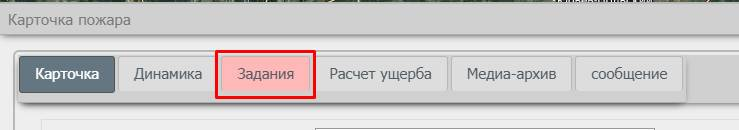 Карточка пожара
Карточка Динамика Задания Расчет ущерба Медиа-архив сообщение